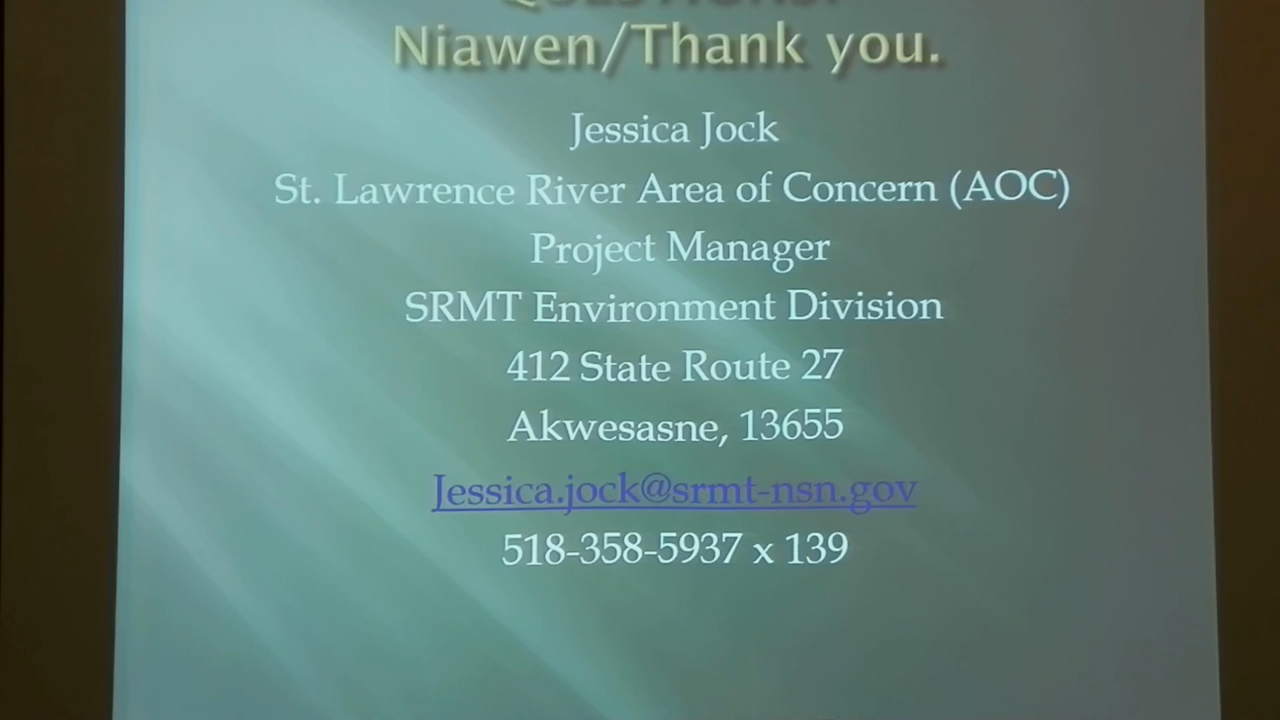 QUESTIONS?
Niawen/Thank you.
Jessica Jock
St. Lawrence River Area of Concern (AOC)
Project Manager
SRMT Environment Division
412 State Route 27
Akwesasne, 13655
Jessica.jock@srmt-nsn.gov
518-358-5937 x 139